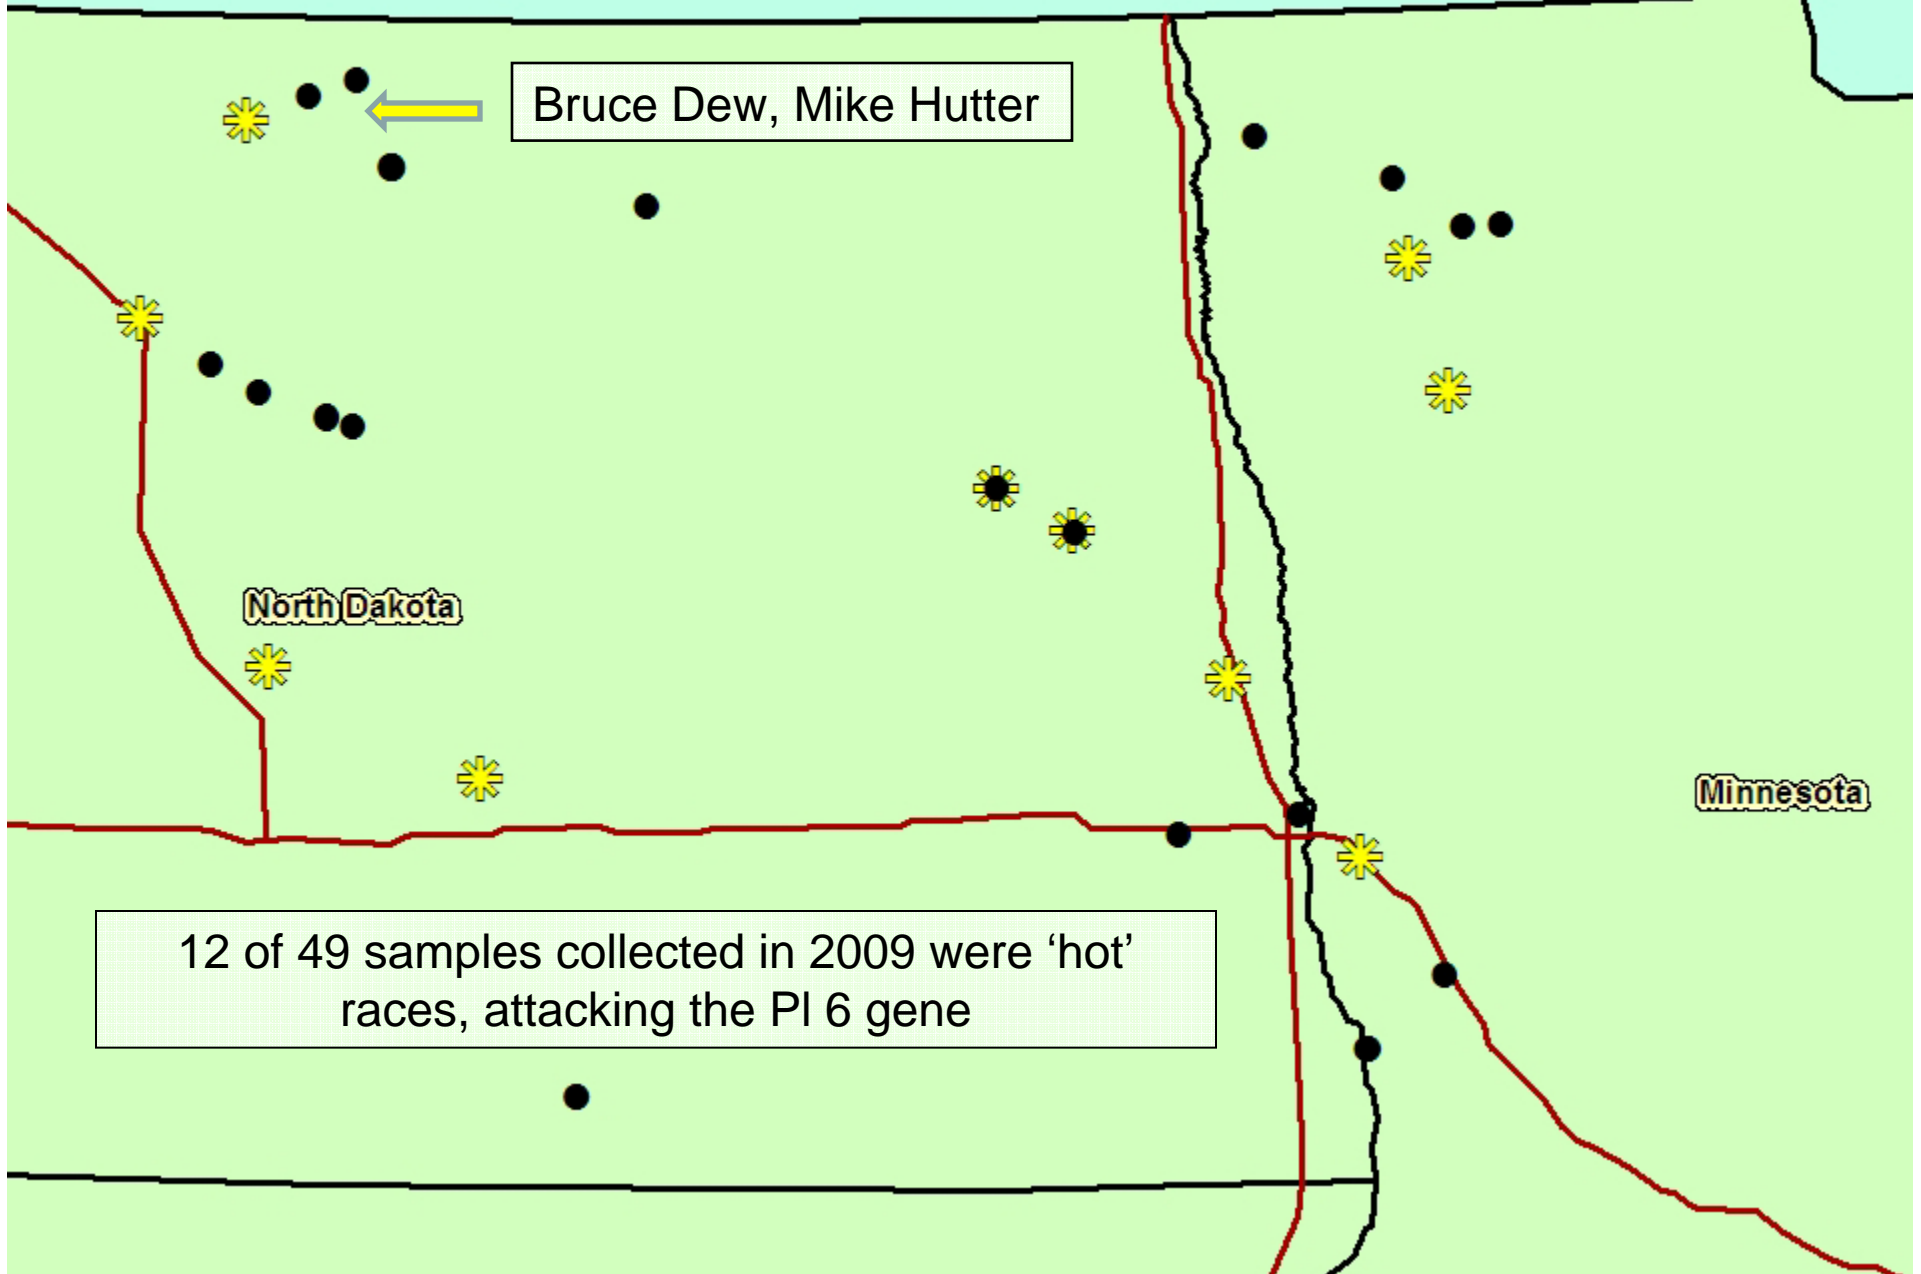 Bruce Dew, Mike Hutter
North Dakota
Minnesota
12 of 49 samples collected in 2009 were ‘hot’
races, attacking the Pl 6 gene